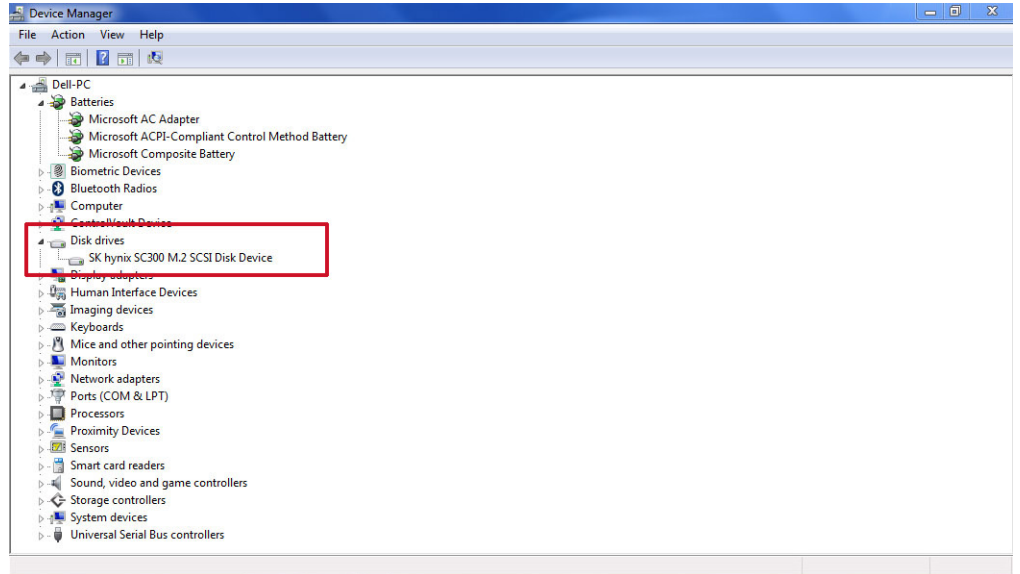 Device Manager
File Action View Help
Dell-PC
Batteries
Microsoft AC Adapter
Microsoft ACPI-Compliant Control Method Battery
Microsoft Composite Battery
Biometric Devices
Bluetooth Radios
Computer
ControlVault Device
Disk drives
SK hynix SC300 M.2 SCSI Disk Device
Display adapters
Human Interface Devices
Imaging devices
Keyboards
Mice and other pointing devices
Monitors
Network adapters
Ports (COM & LPT)
Processors
Proximity Devices
Sensors
Smart card readers
Sound, video and game controllers
Storage controllers
System devices
Universal Serial Bus controllers